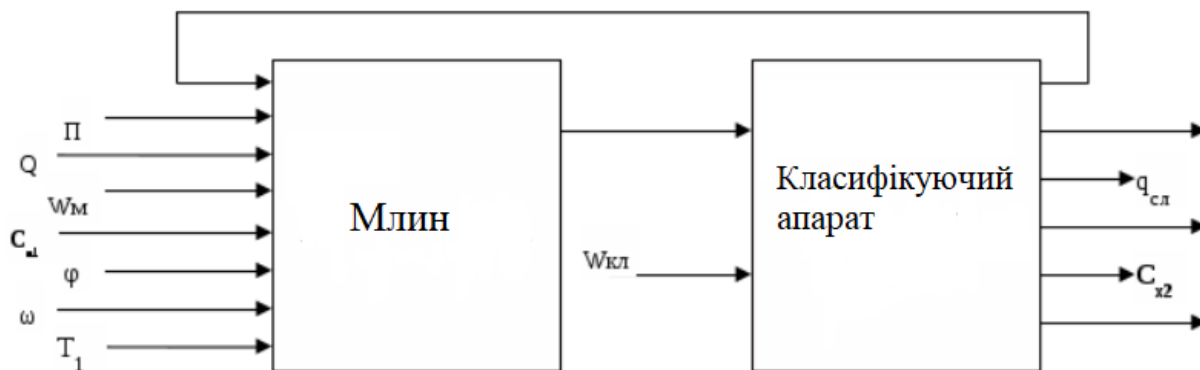 П
Q
Wм
φ
ω
T₁
Млин
Wкл
Класифікуючий
апарат
qсл
Cх2